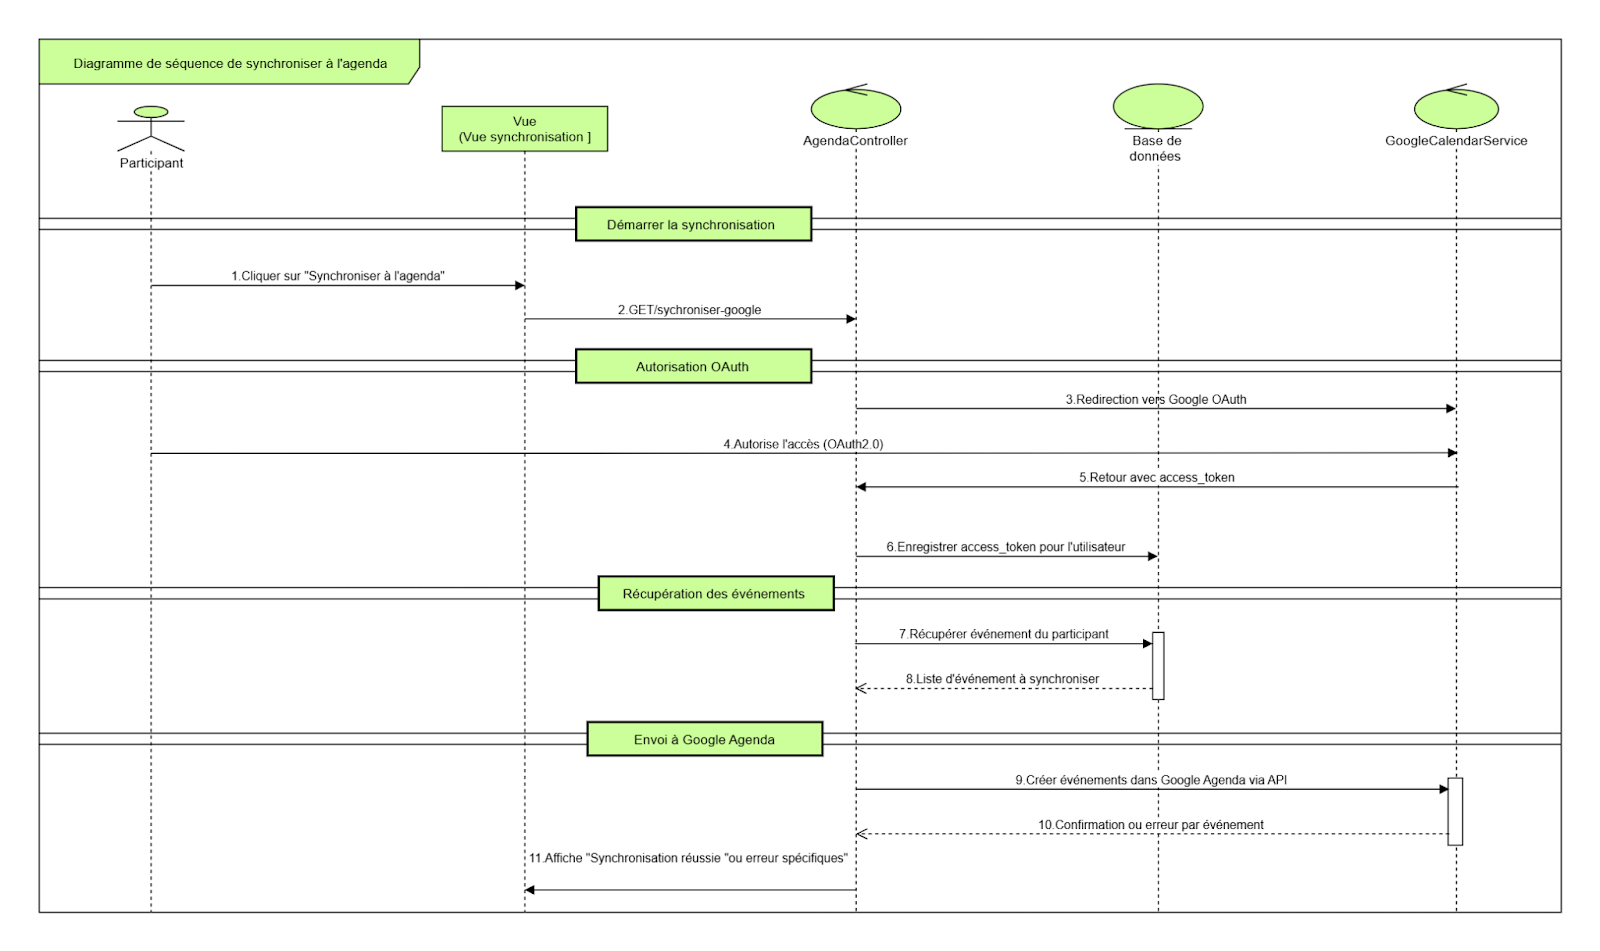 Diagramme de séquence de synchroniser à l'agenda
Participant
Vue
(Vue synchronisation ]
AgendaController
Base de
données
GoogleCalendarService
Démarrer la synchronisation
1.Cliquer sur "Synchroniser à l'agenda"
2.GET/sychroniser-google
Autorisation OAuth
3.Redirection vers Google OAuth
4.Autorise l'accès (OAuth2.0)
5.Retour avec access_token
6.Enregistrer access_token pour l'utilisateur
Récupération des événements
7.Récupérer événement du participant
8.Liste d'événement à synchroniser
Envoi à Google Agenda
9.Créer événements dans Google Agenda via API
10.Confirmation ou erreur par événement
11.Affiche "Synchronisation réussie "ou erreur spécifiques"